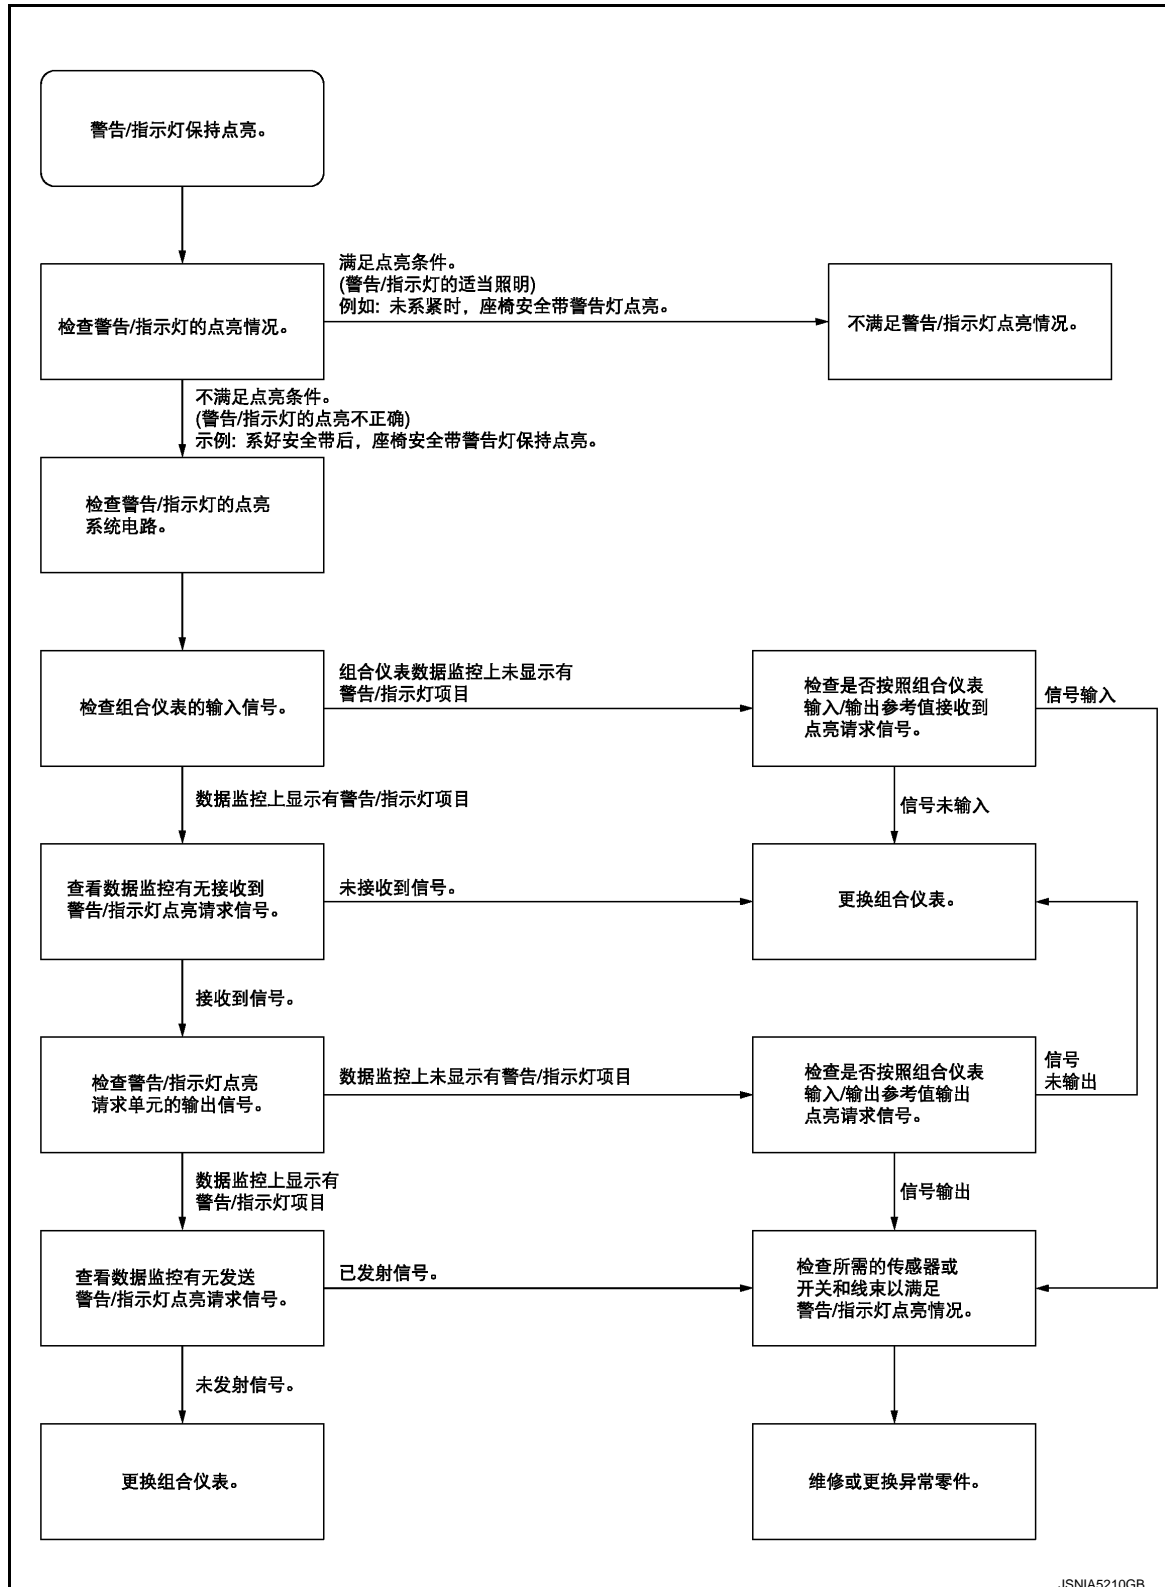 警告/指示灯保持点亮。
满足点亮条件。
(警告/指示灯的适当照明)
例如: 未系紧时，座椅安全带警告灯点亮。
检查警告/指示灯的点亮情况。
不满足警告/指示灯点亮情况。
不满足点亮条件。
(警告/指示灯的点亮不正确)
示例: 系好安全带后，座椅安全带警告灯保持点亮。
检查警告/指示灯的点亮
系统电路。
组合仪表数据监控上未显示有
警告/指示灯项目
检查组合仪表的输入信号。
检查是否按照组合仪表
输入/输出参考值接收到
点亮请求信号。
信号输入
数据监控上显示有警告/指示灯项目
信号未输入
查看数据监控有无接收到
警告/指示灯点亮请求信号。
未接收到信号。
更换组合仪表。
接收到信号。
检查警告/指示灯点亮
请求单元的输出信号。
数据监控上未显示有警告/指示灯项目
检查是否按照组合仪表
输入/输出参考值输出
点亮请求信号。
信号
未输出
数据监控上显示有
警告/指示灯项目
信号输出
查看数据监控有无发送
警告/指示灯点亮请求信号。
已发射信号。
检查所需的传感器或
开关和线束以满足
警告/指示灯点亮情况。
未发射信号。
更换组合仪表。
维修或更换异常零件。
JSNIA5210GB